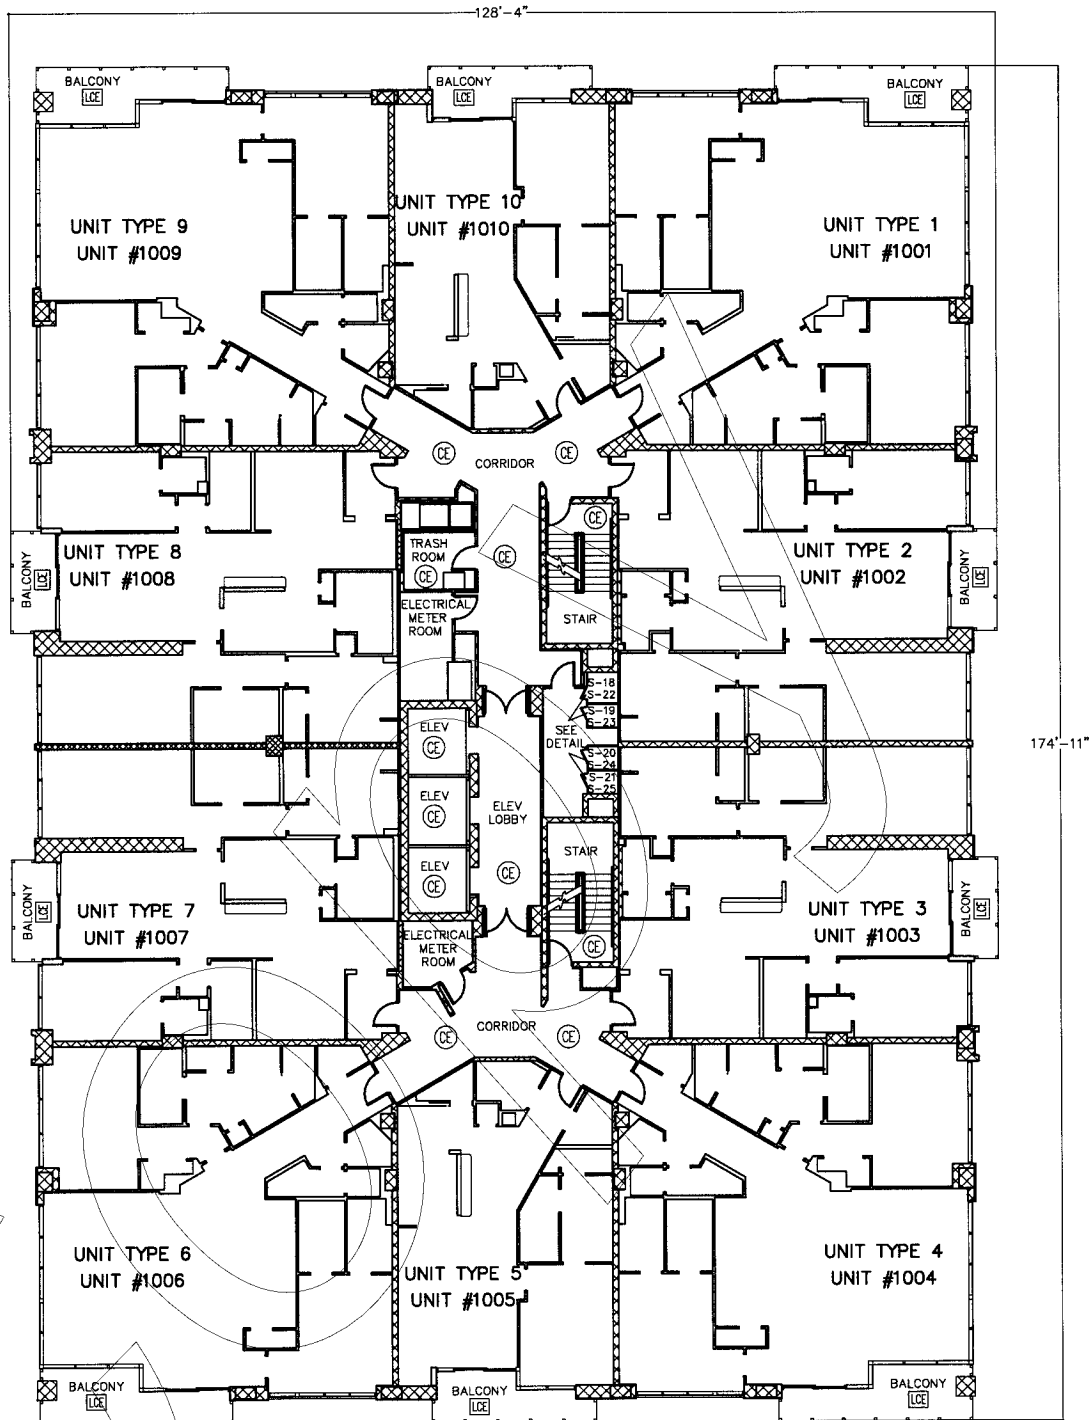 128'-4"
BALCONY
LCE
BALCONY
LCE
BALCONY
LCE
UNIT TYPE 9
UNIT #1009
UNIT TYPE 10
UNIT #1010
UNIT TYPE 1
UNIT #1001
CE
CORRIDOR
CE
UNIT TYPE 8
UNIT #1008
BALCONY
LCE
TRASH
ROOM
CE
CE
CE
UNIT TYPE 2
UNIT #1002
BALCONY
LCE
ELECTRICAL
METER
ROOM
STAIR
S-18
S-22
S-19
S-23
SEE
DETAIL
S-20
S-24
S-21
S-25
174'-11"
ELEV
CE
ELEV
CE
ELEV
CE
ELEV
LOBBY
CE
STAIR
UNIT TYPE 7
UNIT #1007
BALCONY
LCE
ELECTRICAL
METER
ROOM
CE
UNIT TYPE 3
UNIT #1003
BALCONY
LCE
CE
CORRIDOR
CE
UNIT TYPE 6
UNIT #1006
UNIT TYPE 5
UNIT #1005
UNIT TYPE 4
UNIT #1004
BALCONY
LCE
BALCONY
LCE
BALCONY
LCE